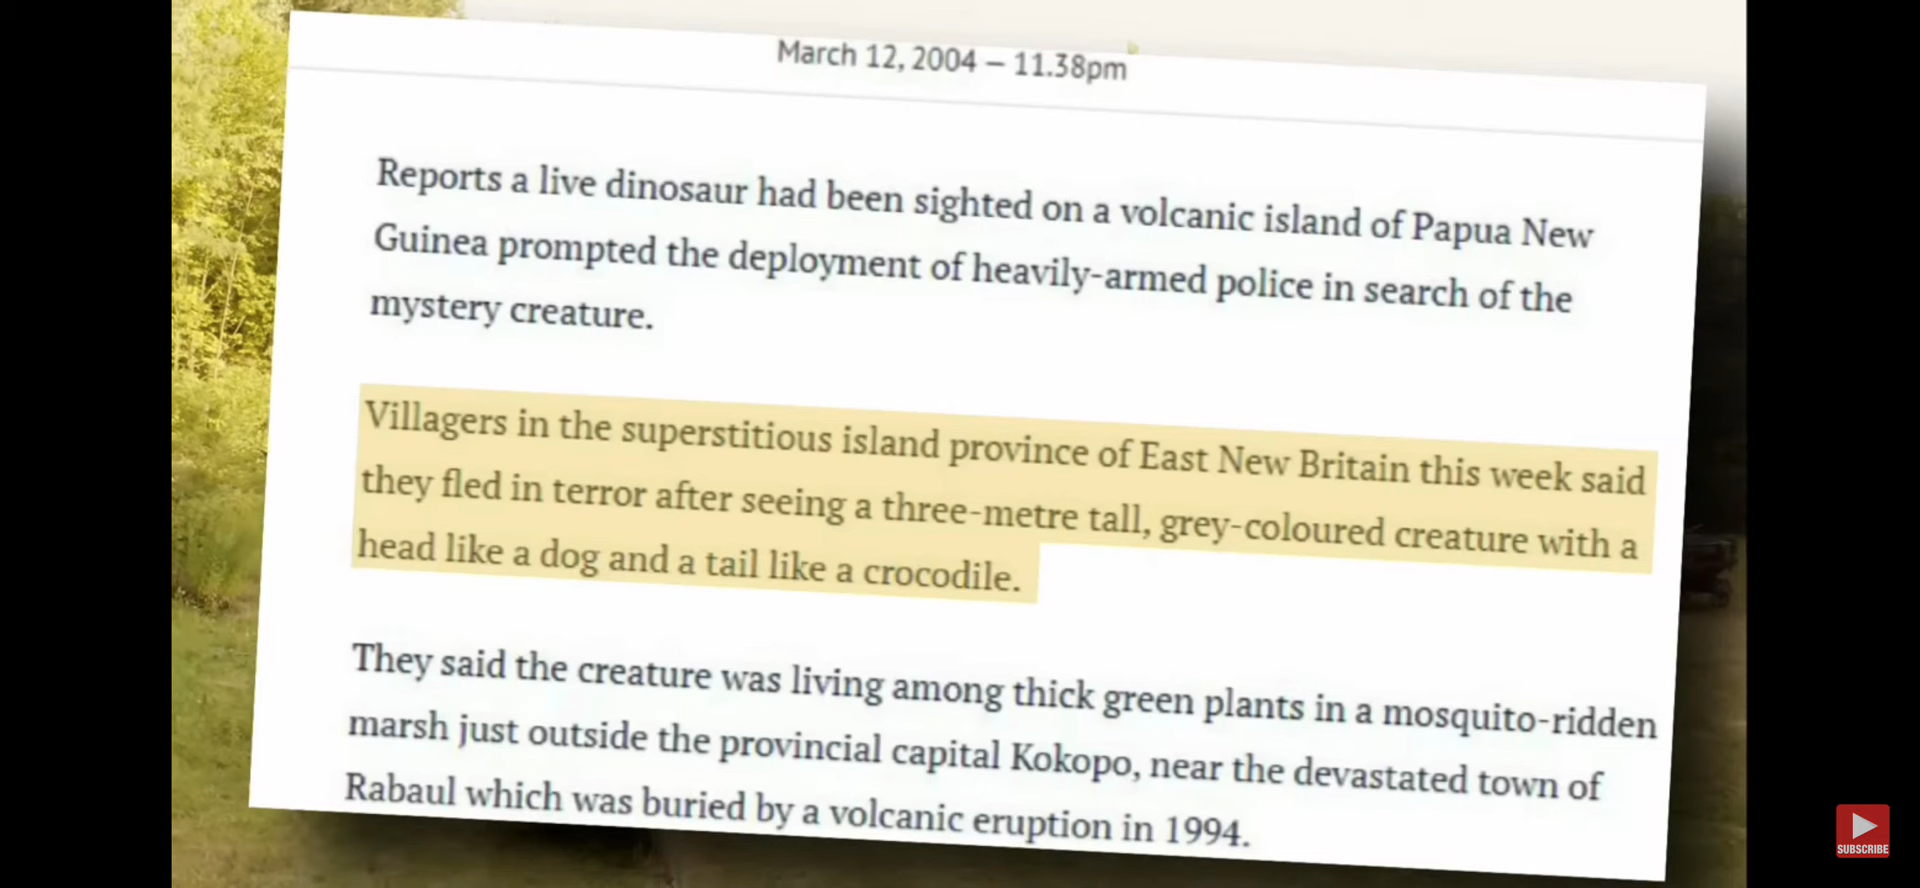 March 12, 2004 — 11.38pm
Reports a live dinosaur had been sighted on a volcanic island of Papua New
Guinea prompted the deployment of heavily-armed police in search of the
mystery creature.
Villagers in the superstitious island province of East New Britain this week said
they fled in terror after seeing a three-metre tall, grey-coloured creature with a
head like a dog and a tail like a crocodile.
They said the creature was living among thick green plants in a mosquito-ridden
marsh just outside the provincial capital Kokopo, near the devastated town of
Rabaul which was buried by a volcanic eruption in 1994.
SUBSCRIBE